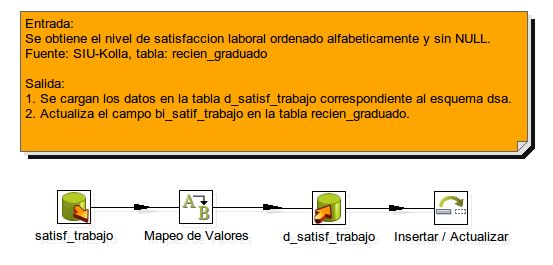 Entrada:
Se obtiene el nivel de satisfaccion laboral ordenado alfabeticamente y sin NULL.
Fuente: SIU-Kolla, tabla: recien_graduado
Salida:
1. Se cargan los datos en la tabla d_satisf_trabajo correspondiente al esquema dsa.
2. Actualiza el campo bi_satif_trabajo en la tabla recien_graduado.
A
B
satisf_trabajo
Mapeo de Valores
d_satisf_trabajo
Insertar / Actualizar